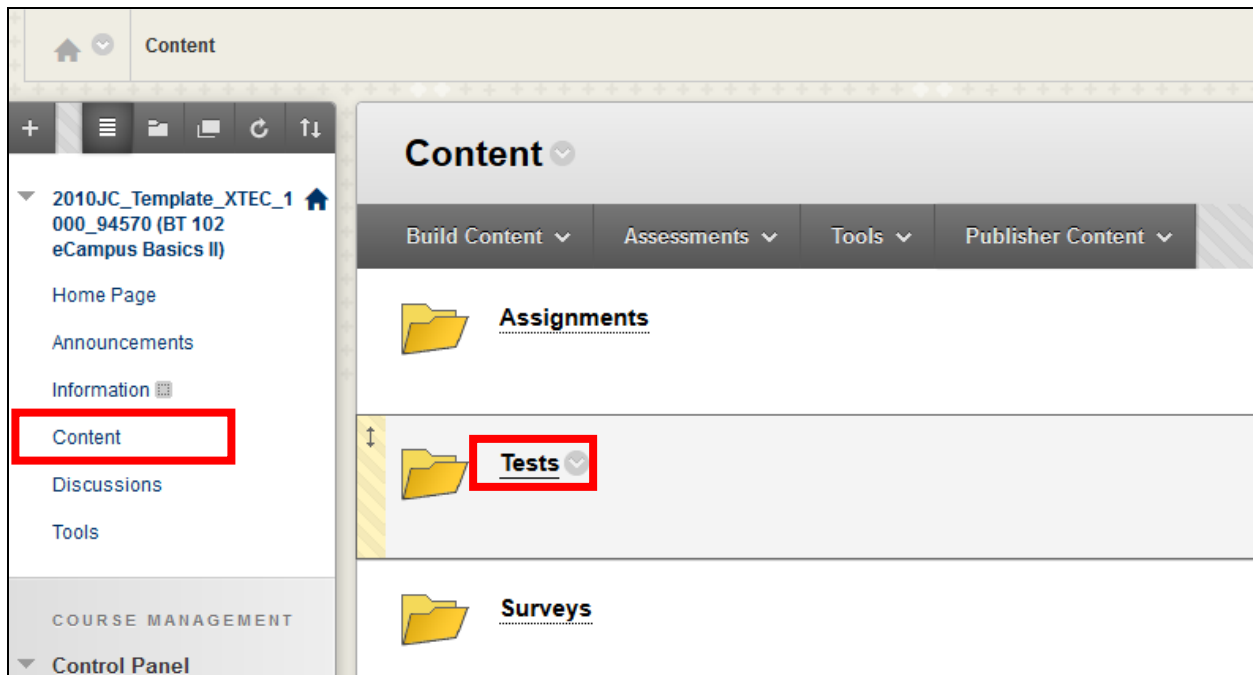 Content
2010JC_Template_XTEC_1
000_94570 (BT 102
eCampus Basics II)
Home Page
Announcements
Information
Content
Discussions
Tools
COURSE MANAGEMENT
Control Panel
Content
Build Content Assessments Tools Publisher Content
Assignments
Tests
Surveys